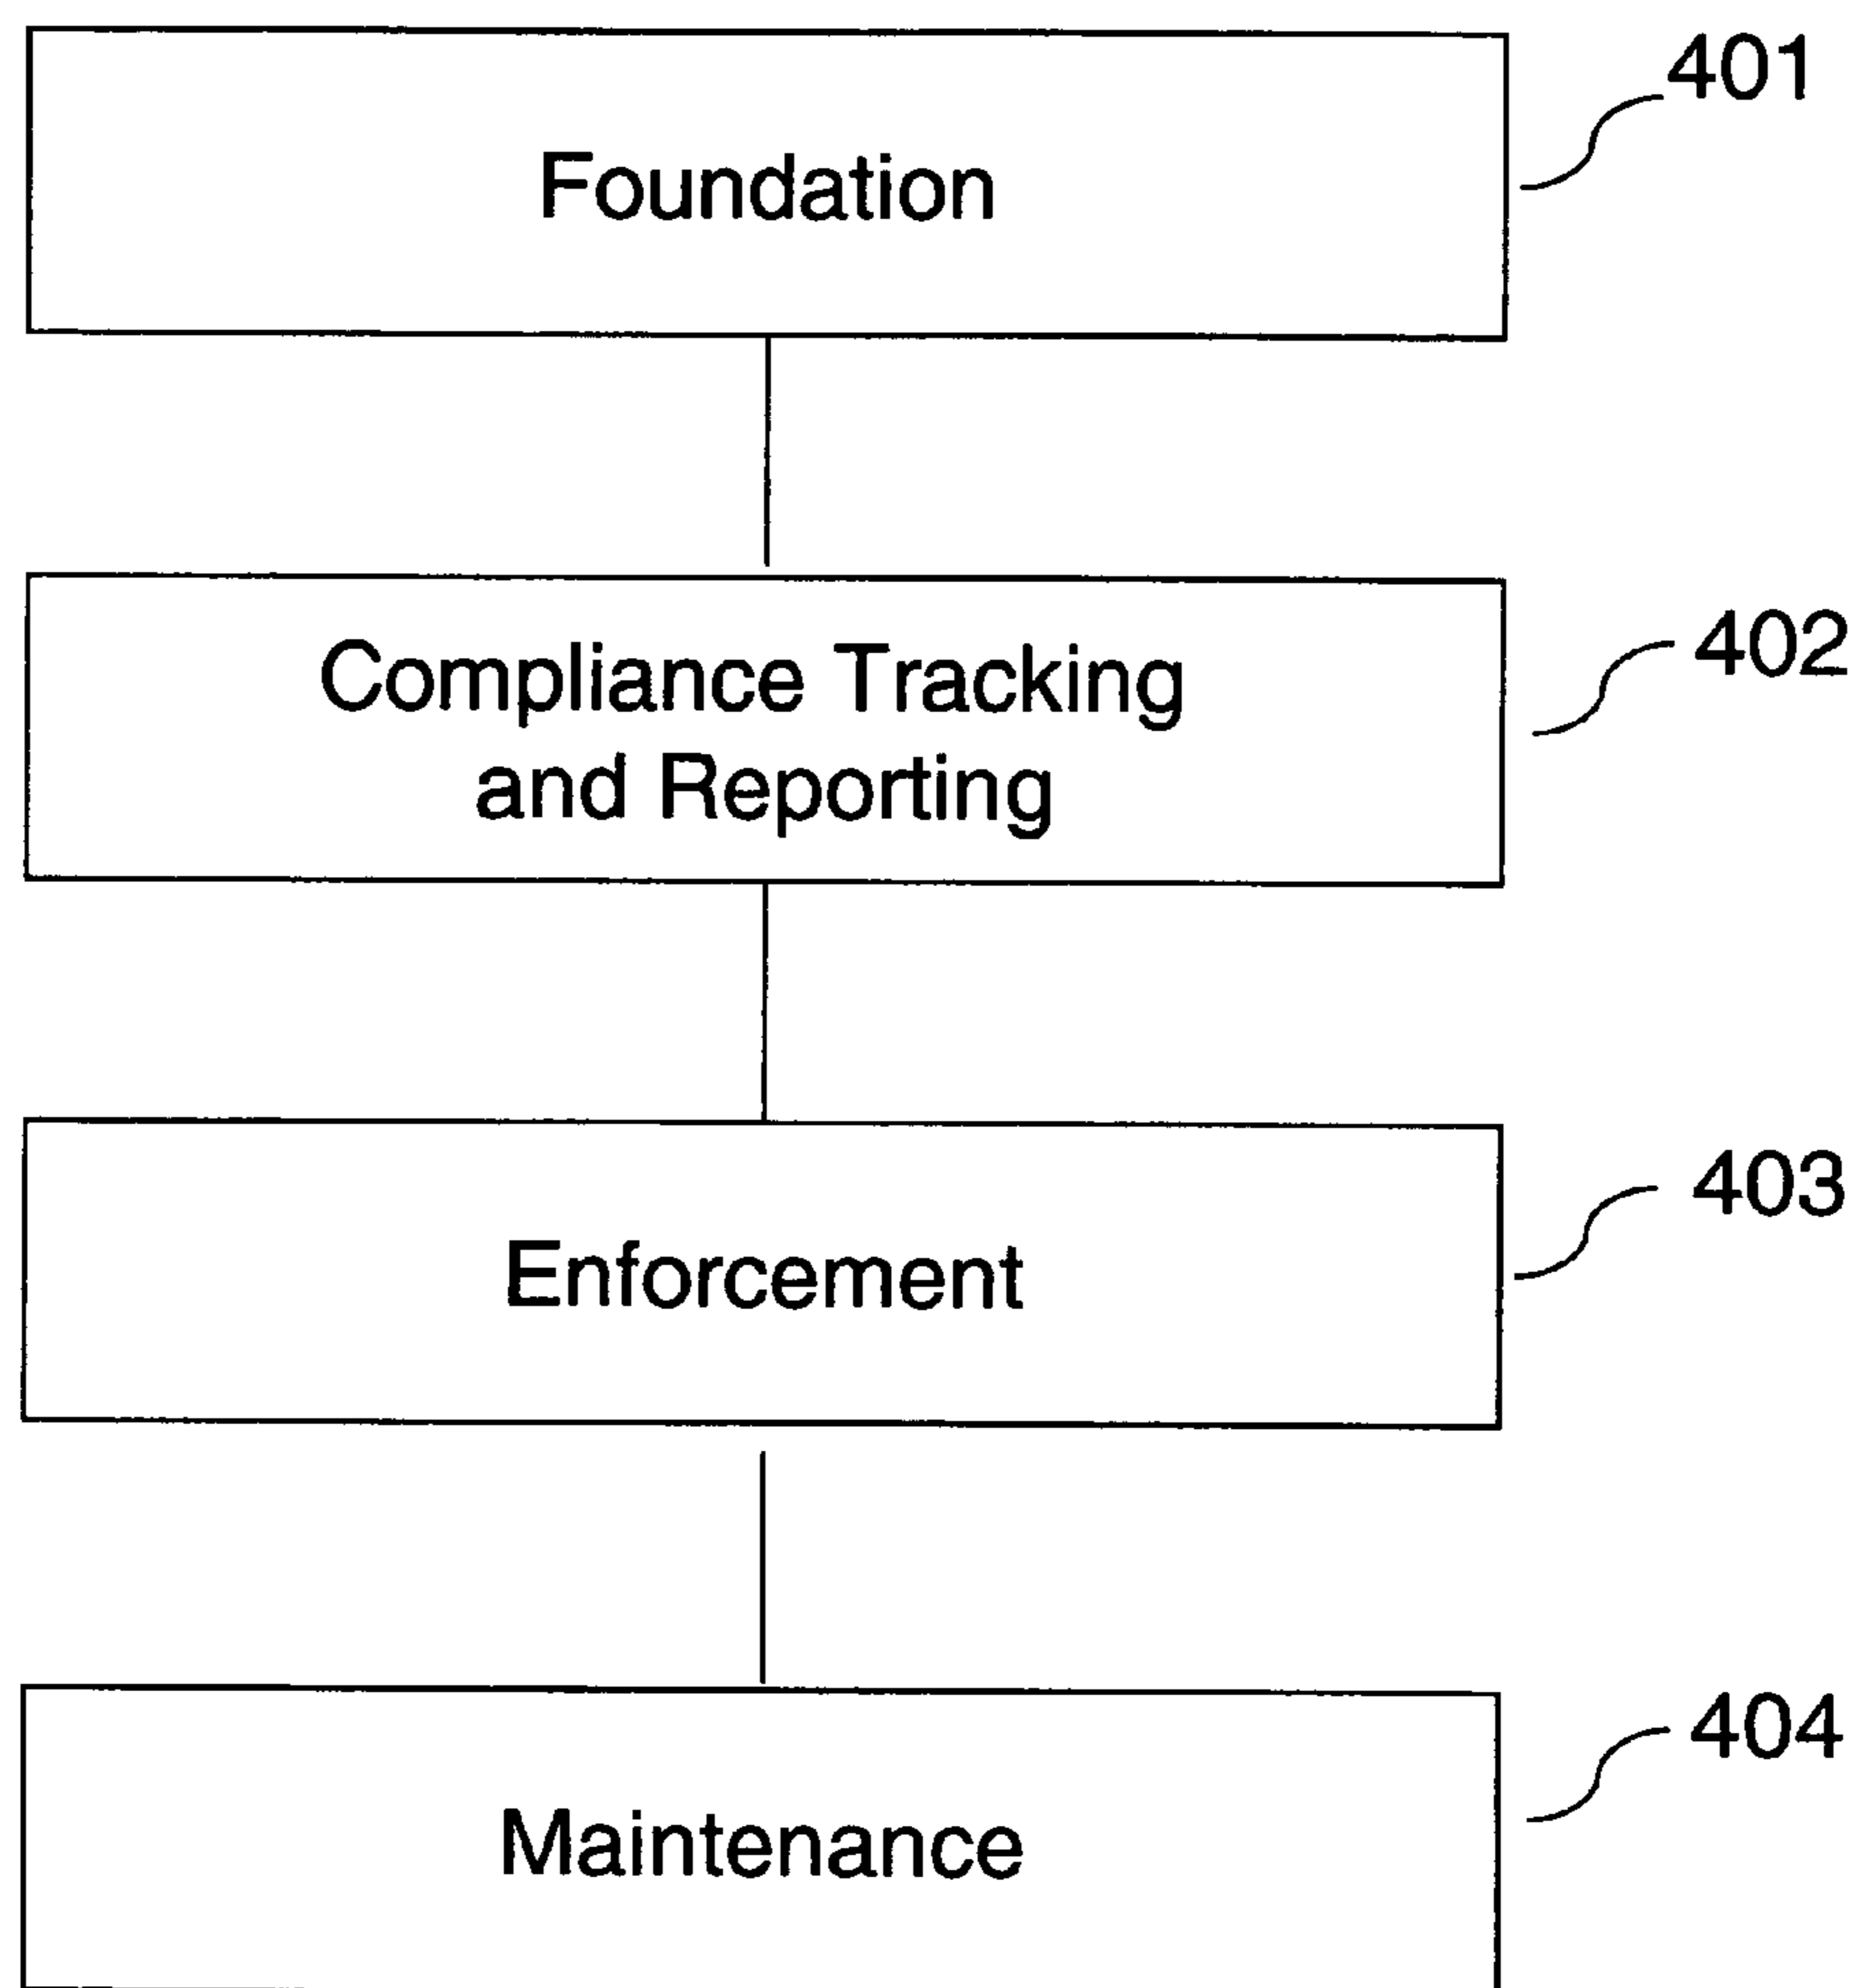 Foundation
401
Compliance Tracking
and Reporting
402
Enforcement
403
Maintenance
404